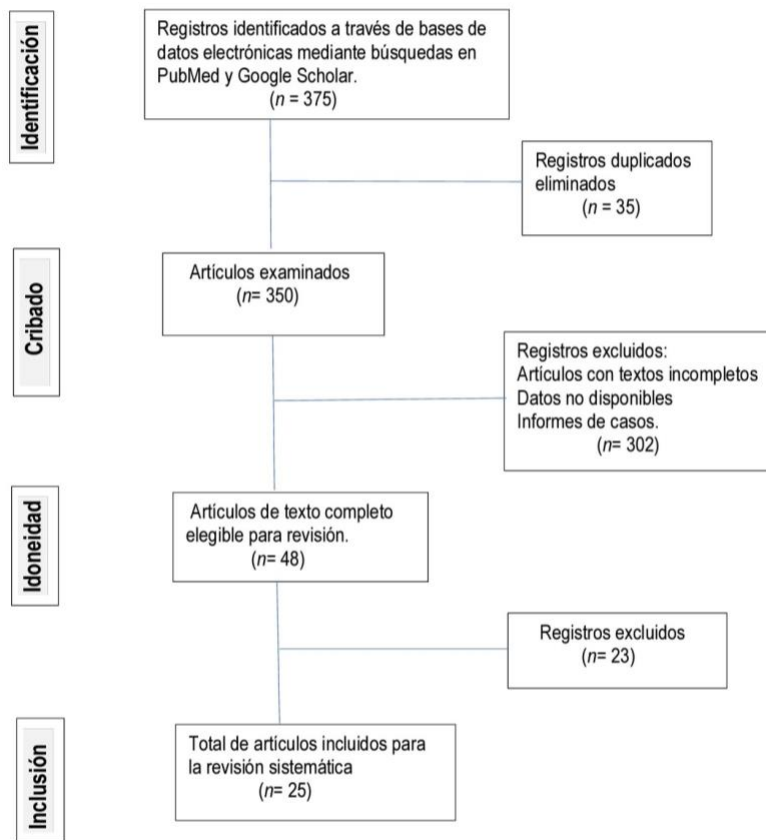 Identificación
Registros identificados a través de bases de
datos electrónicas mediante búsquedas en
PubMed y Google Scholar.
(n = 375)
Registros duplicados
eliminados
(n = 35)
Cribado
Artículos examinados
(n= 350)
Registros excluidos:
Artículos con textos incompletos
Datos no disponibles
Informes de casos.
(n= 302)
Idoneidad
Artículos de texto completo
elegible para revisión.
(n= 48)
Registros excluidos
(n= 23)
Inclusión
Total de artículos incluidos para
la revisión sistemática
(n= 25)